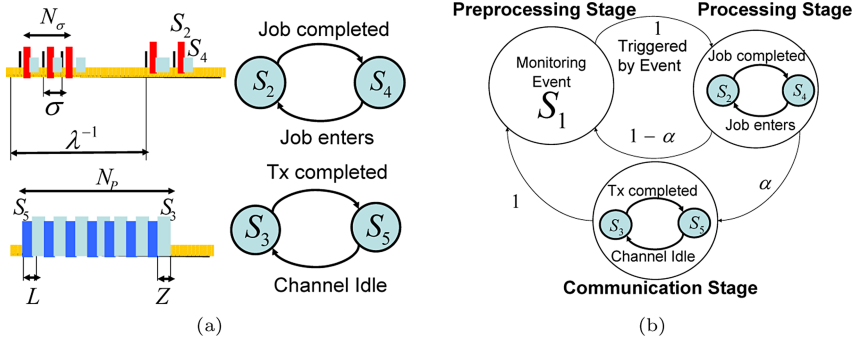 N_σ
S_2
S_4
σ
λ^{-1}
Job completed
S_2
S_4
Job enters
N_P
S_5
S_3
L
Z
Tx completed
S_3
S_5
Channel Idle
(a)
Preprocessing Stage
Processing Stage
1
Triggered
by Event
Monitoring
Event
S_1
Job completed
S_2
S_4
Job enters
1 − α
α
1
Tx completed
S_3
S_5
Channel Idle
Communication Stage
(b)